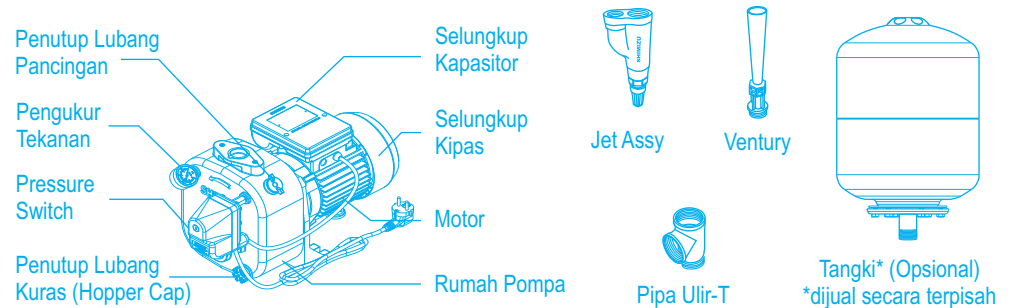 Penutup Lubang
Pancingan
Pengukur
Tekanan
Pressure
Switch
Penutup Lubang
Kuras (Hopper Cap)
Selungkup
Kapasitor
Selungkup
Kipas
Motor
Rumah Pompa
SHIMIZU
Jet Assy
Ventury
Pipa Ulir-T
Tangki* (Opsional)
*dijual secara terpisah